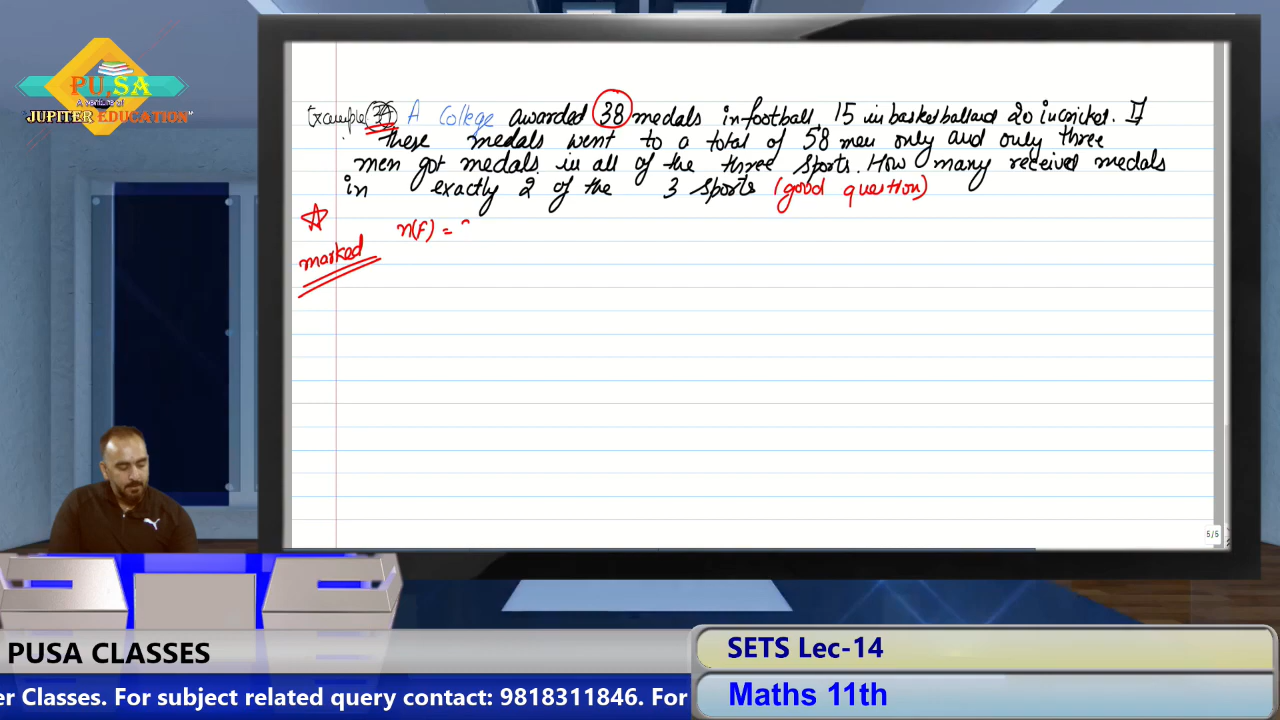 PU,SA
A venture of
JUPITER EDUCATION"
Example 34 A College awarded 38 medals in football, 15 in basketball and 20 in cricket. If
these medals went to a total of 58 men only and only three
men got medals in all of the three sports. How many received medals
in exactly 2 of the 3 sports (good question)
marked
n(F) =
5/5
PUSA CLASSES
SETS Lec-14
er Classes. For subject related query contact: 9818311846. For
Maths 11th